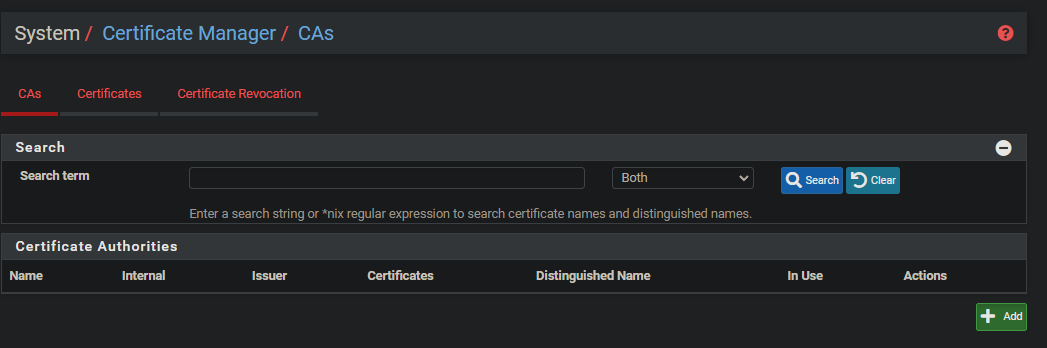 System / Certificate Manager / CAs
?
CAs Certificates Certificate Revocation
Search
Search term Both Search Clear
Enter a search string or *nix regular expression to search certificate names and distinguished names.
Certificate Authorities
Name Internal Issuer Certificates Distinguished Name In Use Actions
Add